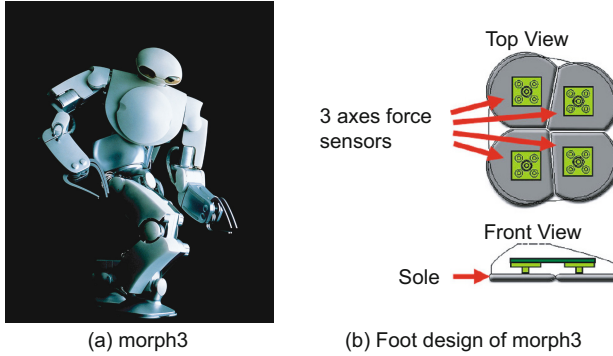 Top View
3 axes force
sensors
Front View
Sole
(a) morph3
(b) Foot design of morph3